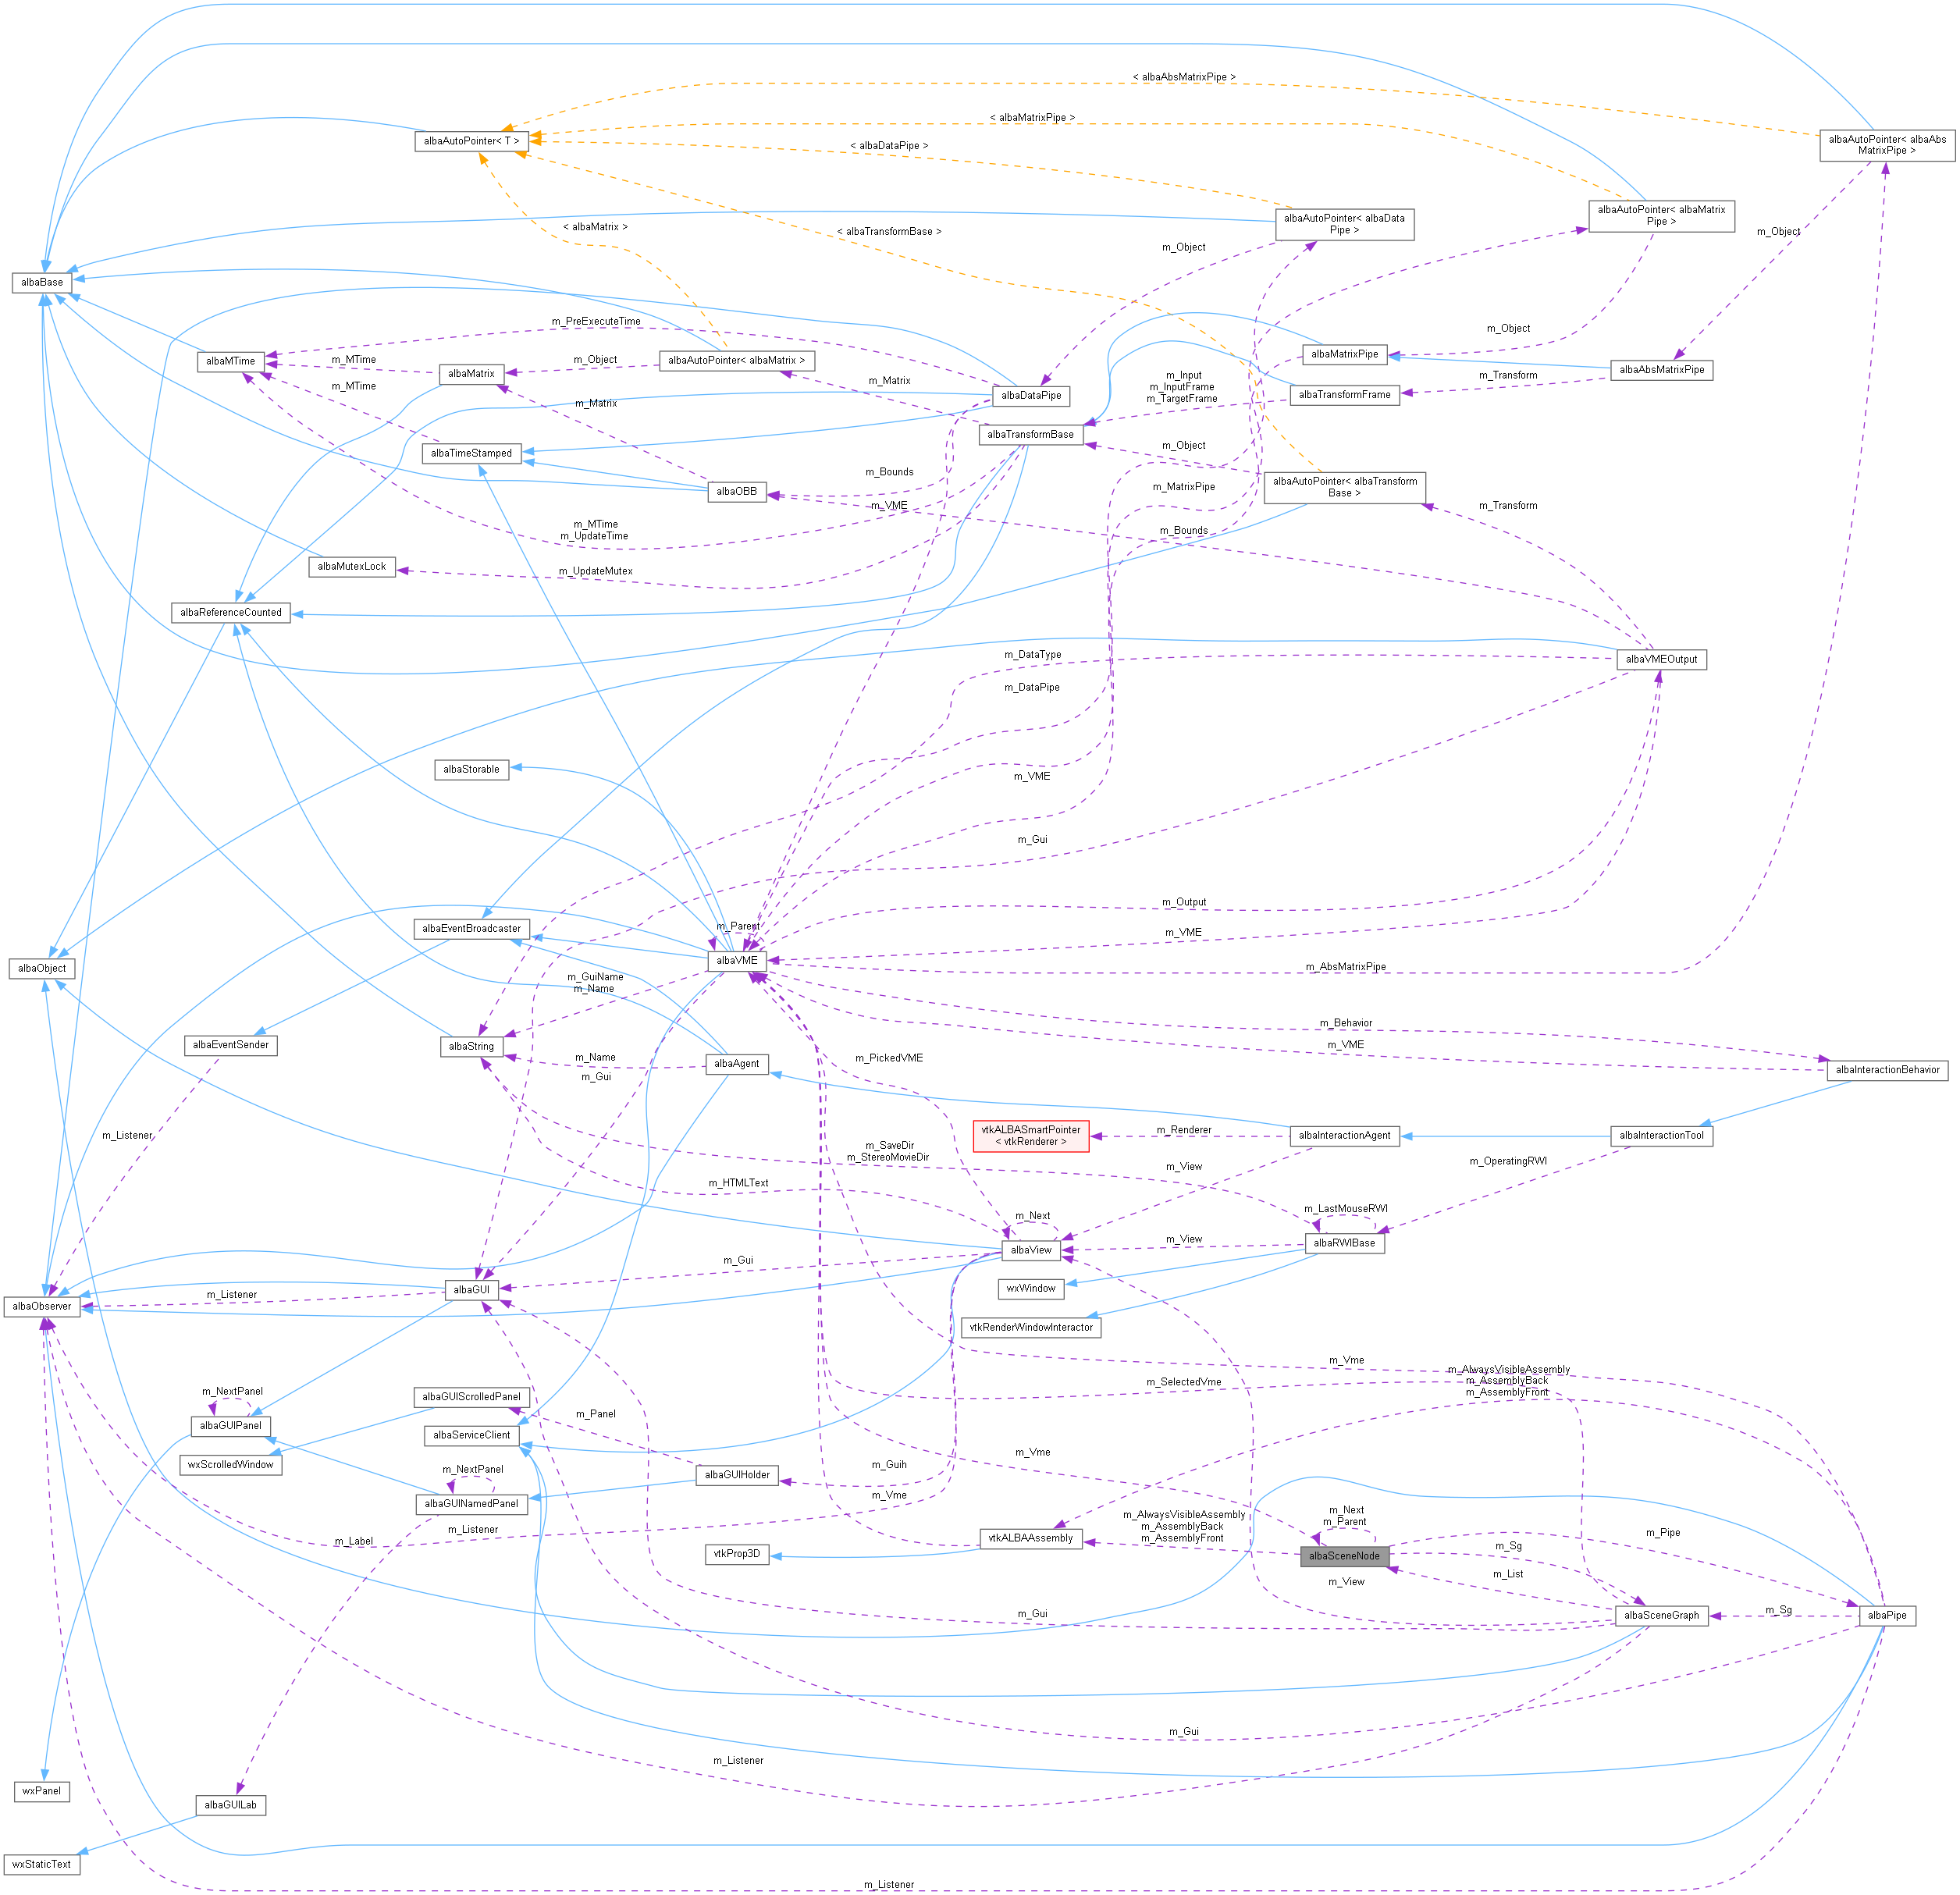 < albaAbsMatrixPipe >
< albaMatrixPipe >
albaAutoPointer< T >
< albaDataPipe >
albaAutoPointer< albaAbs
MatrixPipe >
albaAutoPointer< albaData
Pipe >
albaAutoPointer< albaMatrix
Pipe >
< albaMatrix >
< albaTransformBase >
m_Object
m_Object
albaBase
m_PreExecuteTime
m_Object
albaMTime
m_MTime
albaAutoPointer< albaMatrix >
m_Object
albaMatrix
albaMatrixPipe
albaAbsMatrixPipe
m_MTime
m_Matrix
m_Matrix
albaDataPipe
m_Input
m_InputFrame
m_TargetFrame
m_Transform
albaTransformFrame
albaTransformBase
m_Object
albaTimeStamped
m_Bounds
m_MatrixPipe
albaOBB
albaAutoPointer< albaTransform
Base >
m_VME
m_Transform
m_MTime
m_UpdateTime
m_Bounds
albaMutexLock
m_UpdateMutex
albaReferenceCounted
m_DataType
albaVMEOutput
m_DataPipe
albaStorable
m_VME
m_Gui
m_Output
albaEventBroadcaster
m_Parent
m_VME
albaObject
albaVME
m_AbsMatrixPipe
m_GuiName
m_Name
m_Behavior
albaEventSender
albaString
m_Name
albaAgent
m_PickedVME
m_VME
albaInteractionBehavior
m_Gui
m_Listener
vtkALBASmartPointer
< vtkRenderer >
m_Renderer
albaInteractionAgent
albaInteractionTool
m_SaveDir
m_StereoMovieDir
m_View
m_OperatingRWI
m_HTMLText
m_Next
m_LastMouseRWI
albaView
m_View
albaRWIBase
m_Gui
albaGUI
wxWindow
albaObserver
m_Listener
vtkRenderWindowInteractor
m_Vme
m_AlwaysVisibleAssembly
m_AssemblyBack
m_AssemblyFront
m_SelectedVme
m_NextPanel
albaGUIScrolledPanel
albaGUIPanel
m_Panel
albaServiceClient
wxScrolledWindow
m_NextPanel
albaGUIHolder
m_Guih
m_Vme
albaGUINamedPanel
m_Vme
m_Next
m_Parent
m_AlwaysVisibleAssembly
m_AssemblyBack
m_AssemblyFront
m_Label
m_Listener
vtkALBAAssembly
m_Pipe
vtkProp3D
albaSceneNode
m_Sg
m_List
m_View
m_Gui
albaSceneGraph
m_Sg
albaPipe
m_Gui
m_Listener
wxPanel
albaGUILab
wxStaticText
m_Listener